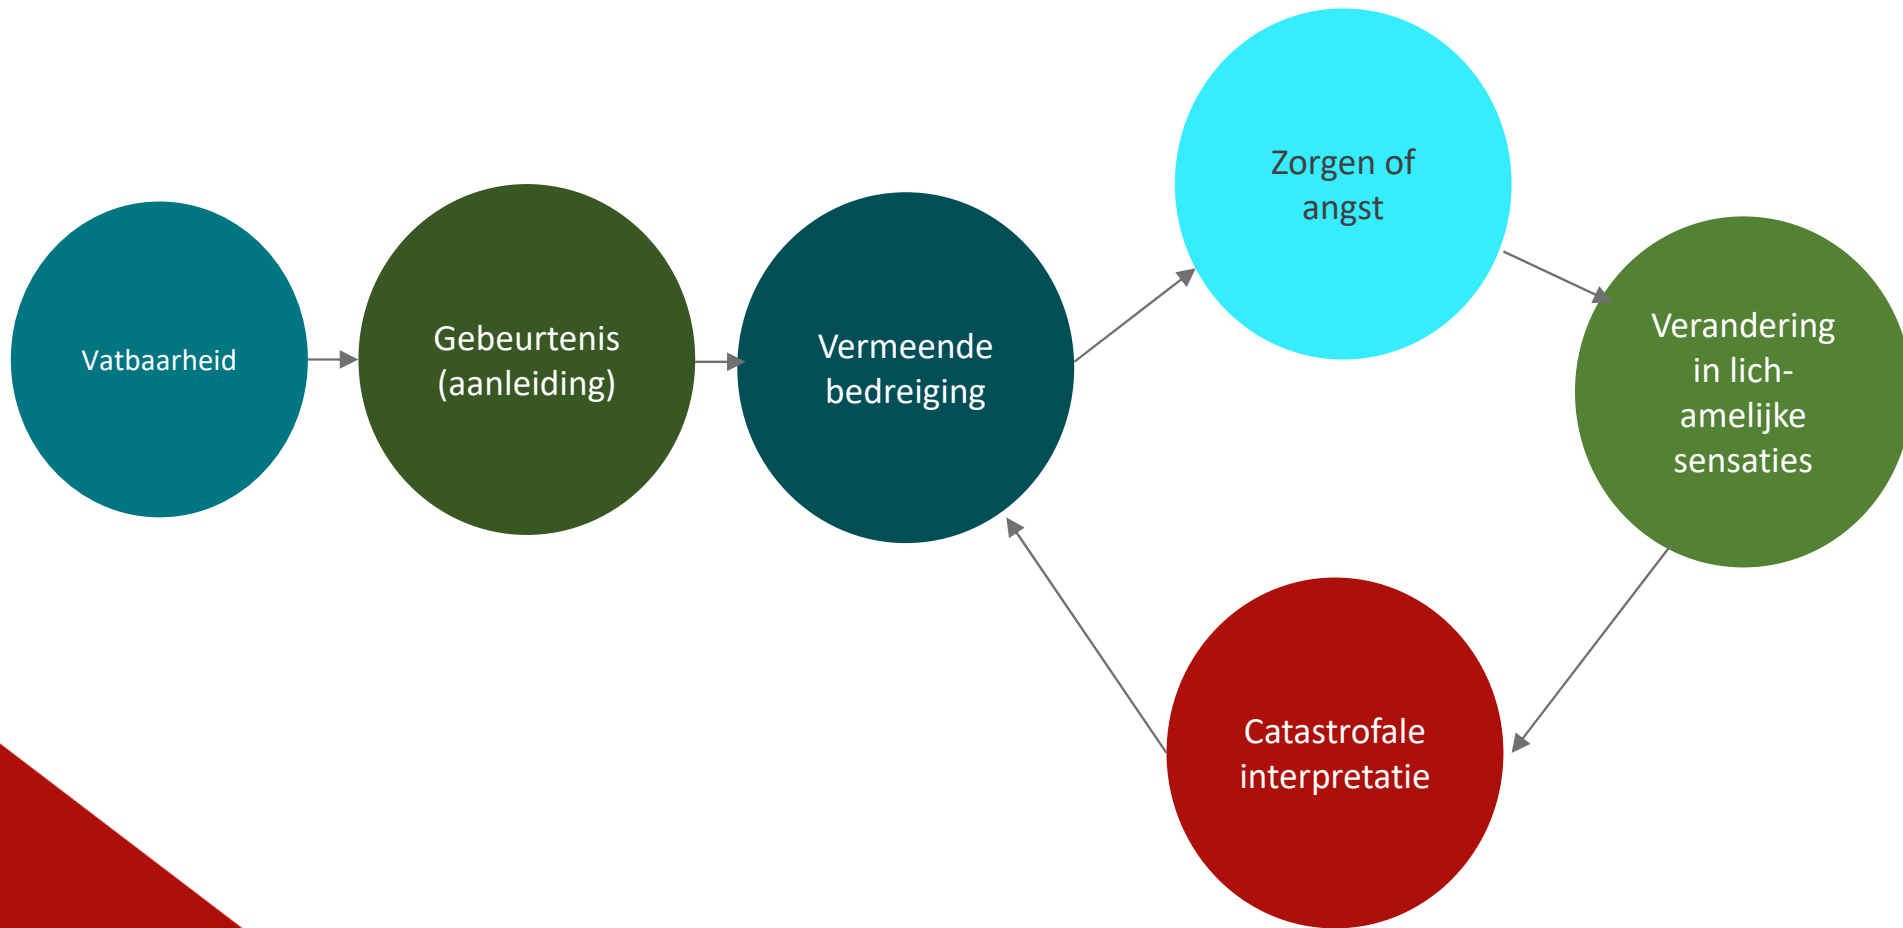 Vatbaarheid
Gebeurtenis
(aanleiding)
Vermeende
bedreiging
Zorgen of
angst
Verandering
in lich-
amelijke
sensaties
Catastrofale
interpretatie